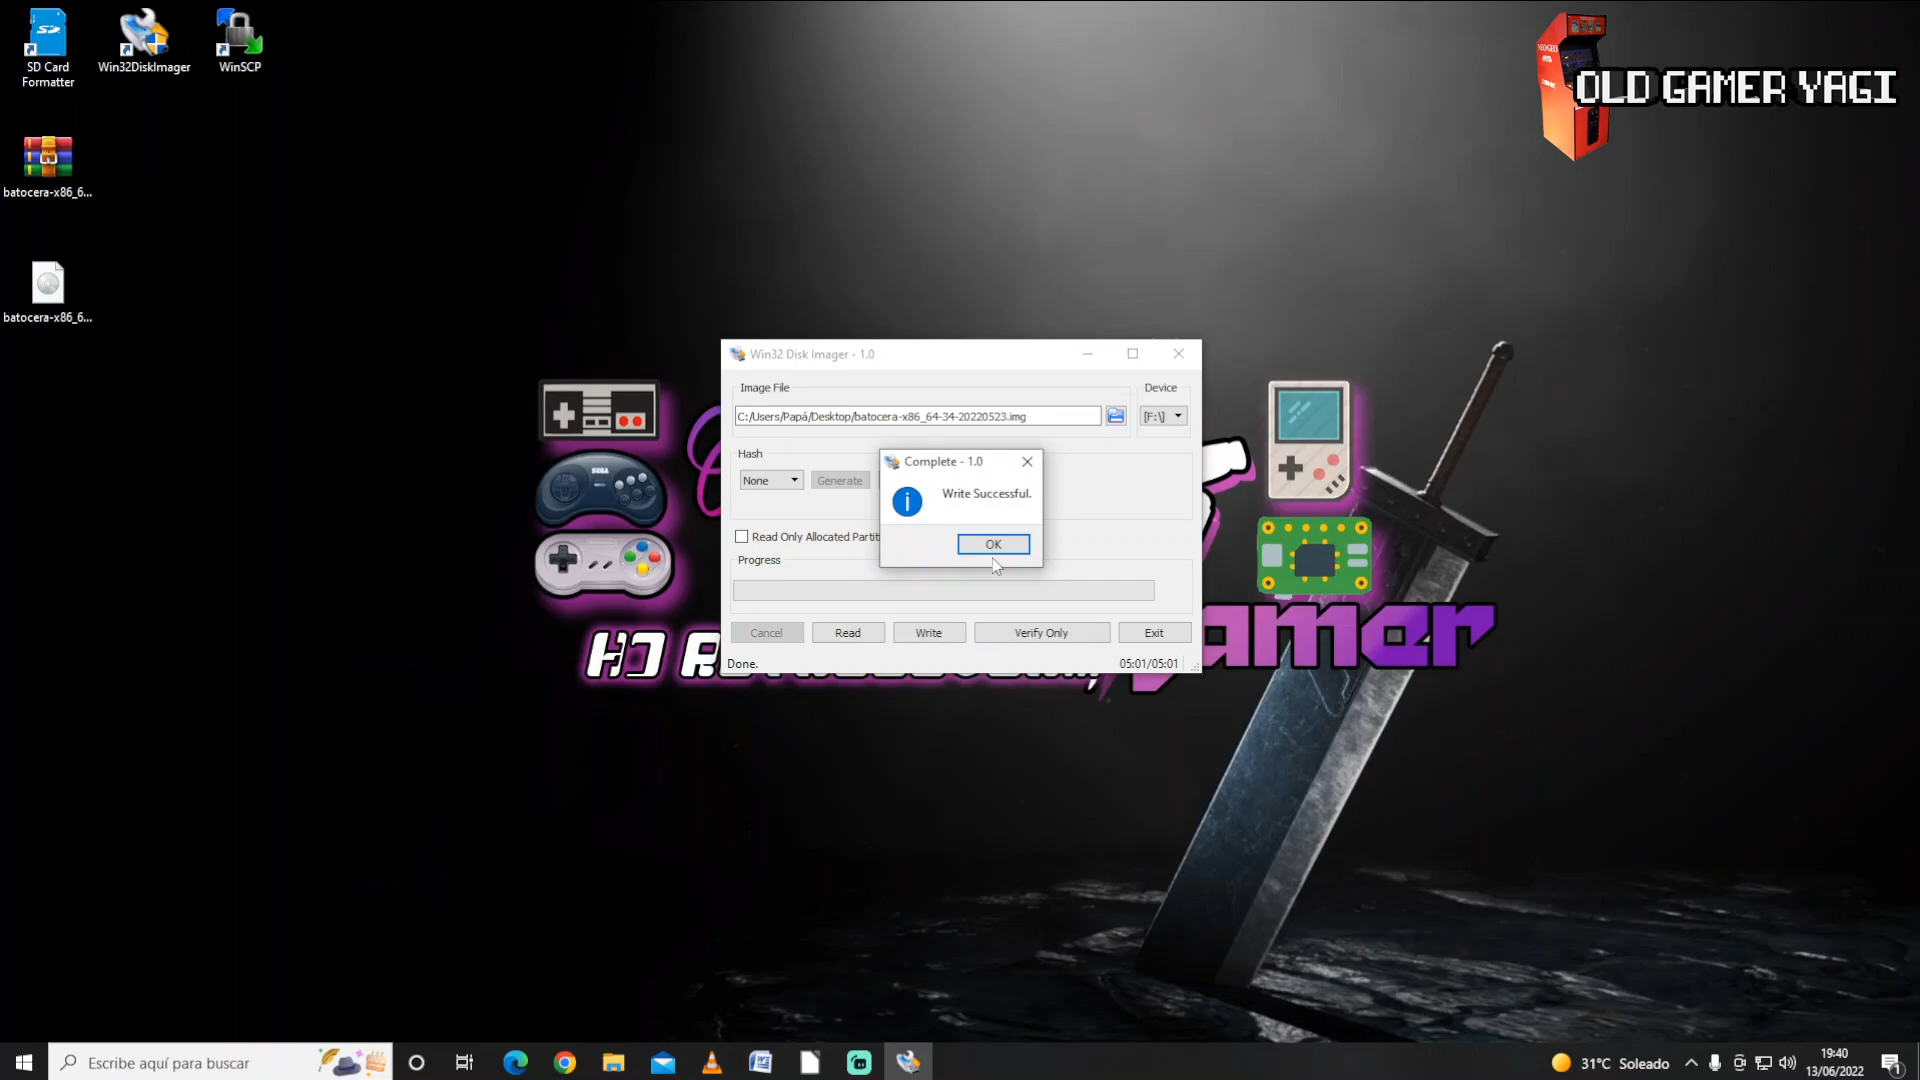 SD Card
Formatter
Win32DiskImager
WinSCP
batocera-x86_6...
batocera-x86_6...
OLD GAMER YAGI
Win32 Disk Imager - 1.0
Image File
Device
C:/Users/Papá/Desktop/batocera-x86_64-34-20220523.img
[F:\]
Hash
None
Generate
Complete - 1.0
Write Successful.
OK
Read Only Allocated Partit
Progress
Cancel
Read
Write
Verify Only
Exit
Done.
05:01/05:01
SEGA
Escribe aquí para buscar
31°C Soleado
19:40
13/06/2022
1